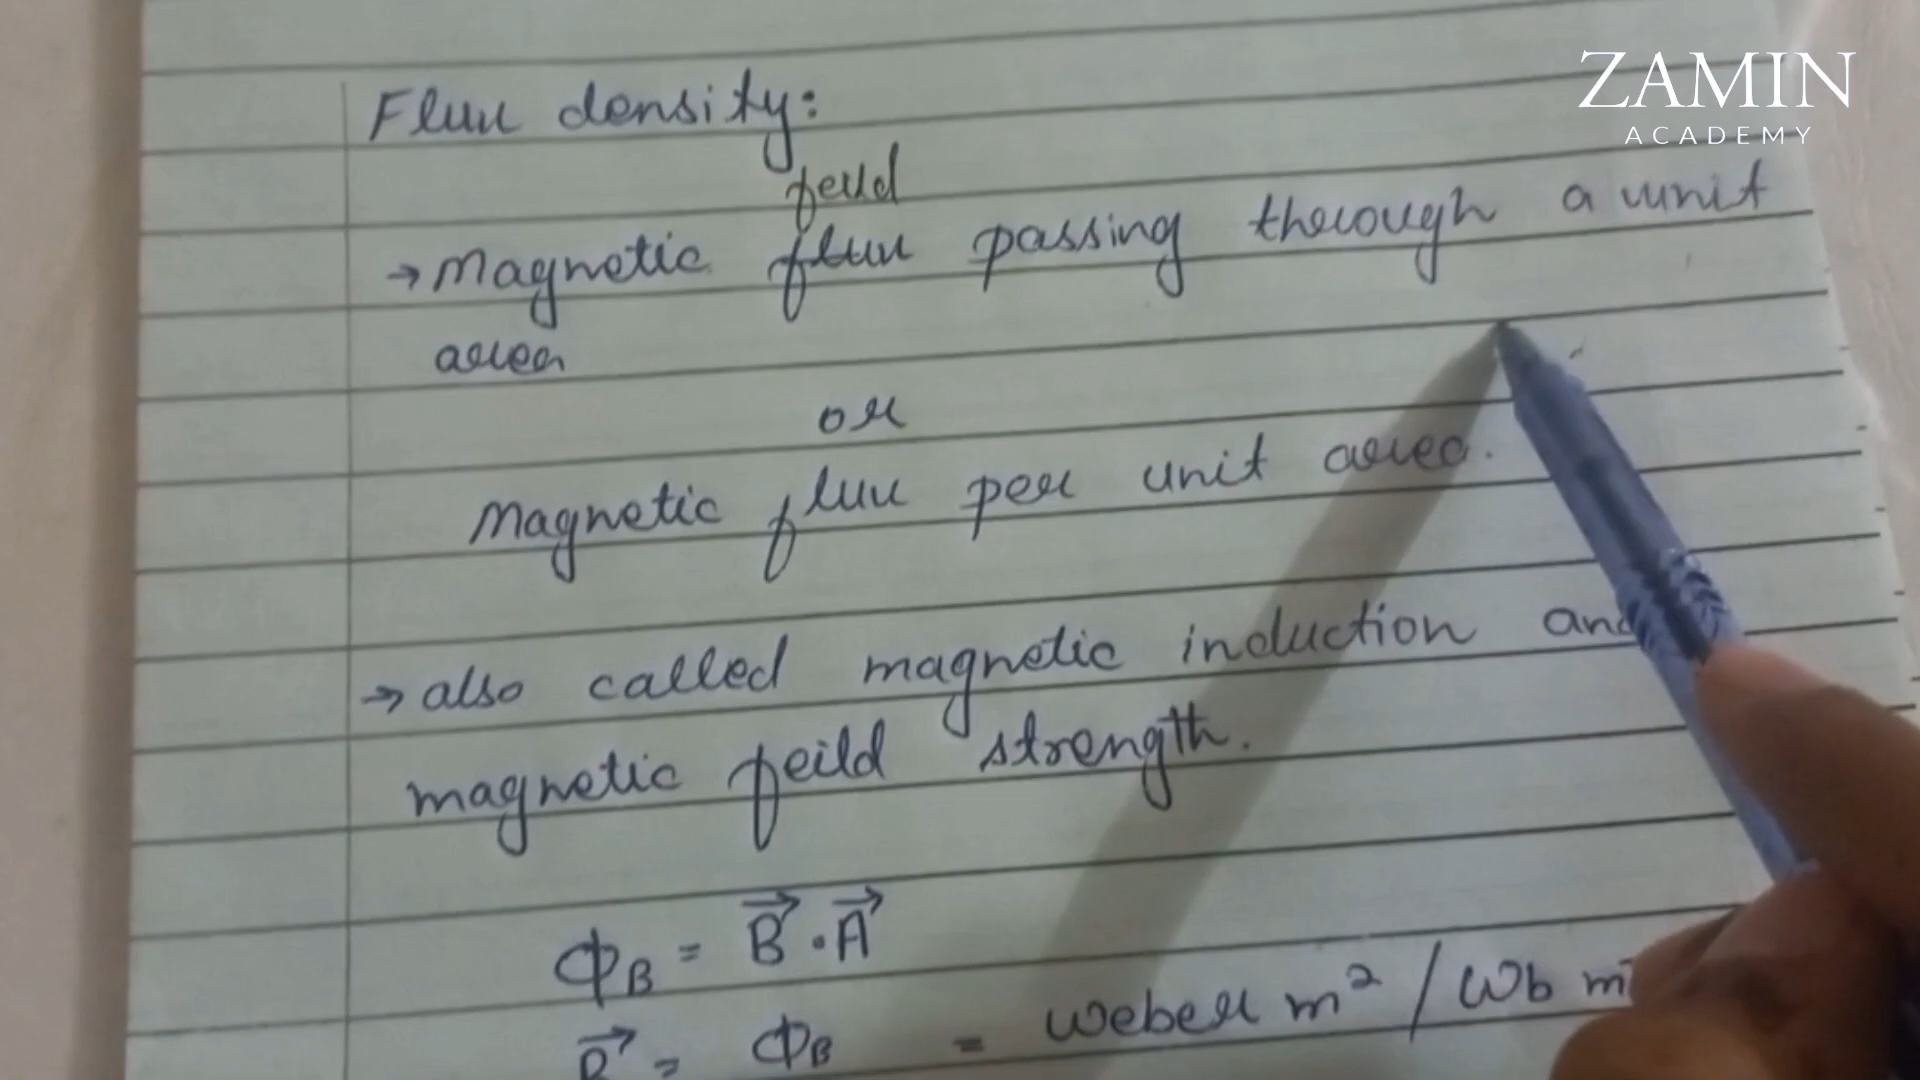 ZAMIN
ACADEMY
Flux density:
feild
→ Magnetic flux passing through a unit
area
or
Magnetic flux per unit area.
→ also called magnetic induction and
magnetic feild strength.
ΦB = B⃗ . A⃗
B⃗ = ΦB = weber m² / Wb m